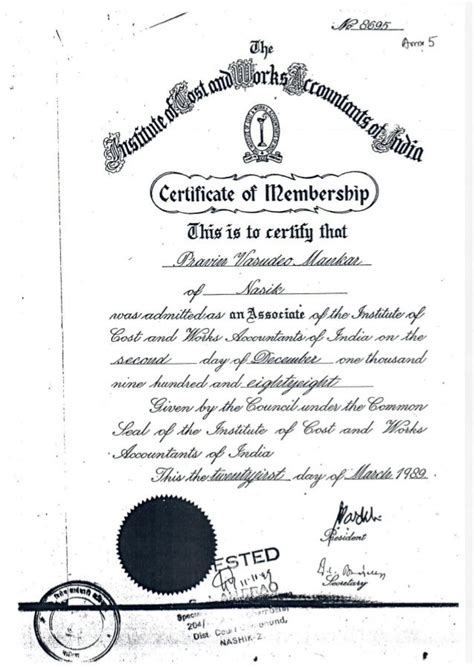 No 8695
5
The
Institute of Cost and Works Accountants of India
Certificate of Membership
This is to certify that
Pravin Vasudeo Mankar
of Nasik
was admitted as an Associate of the Institute of
Cost and Works Accountants of India on the
second day of December one thousand
nine hundred and eightyeight
Given by the Council under the Common
Seal of the Institute of Cost and Works
Accountants of India
This the twentyfirst day of March 1989
President
Secretary
ESTED
204/
Dist. Court
NASHIK-2.